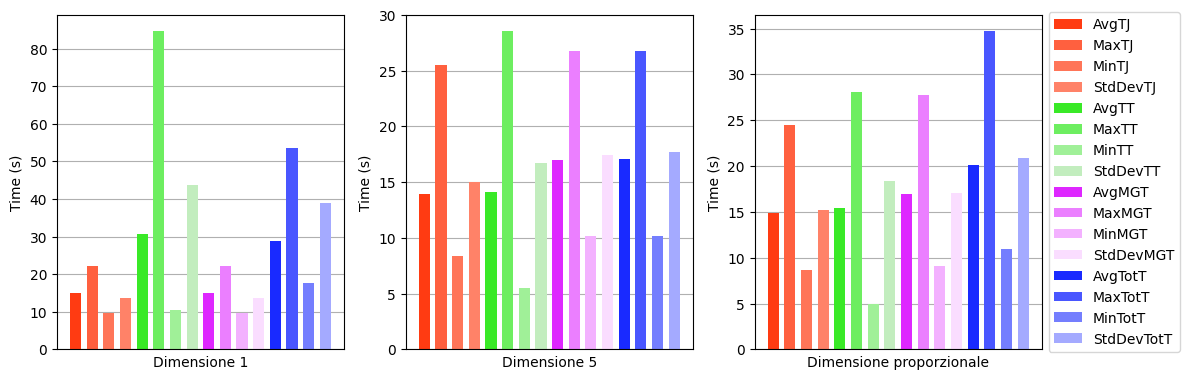 Time (s)
80
70
60
50
40
30
20
10
0
Dimensione 1
Time (s)
30
25
20
15
10
5
0
Dimensione 5
Time (s)
35
30
25
20
15
10
5
0
Dimensione proporzionale
AvgTJ
MaxTJ
MinTJ
StdDevTJ
AvgTT
MaxTT
MinTT
StdDevTT
AvgMGT
MaxMGT
MinMGT
StdDevMGT
AvgTotT
MaxTotT
MinTotT
StdDevTotT